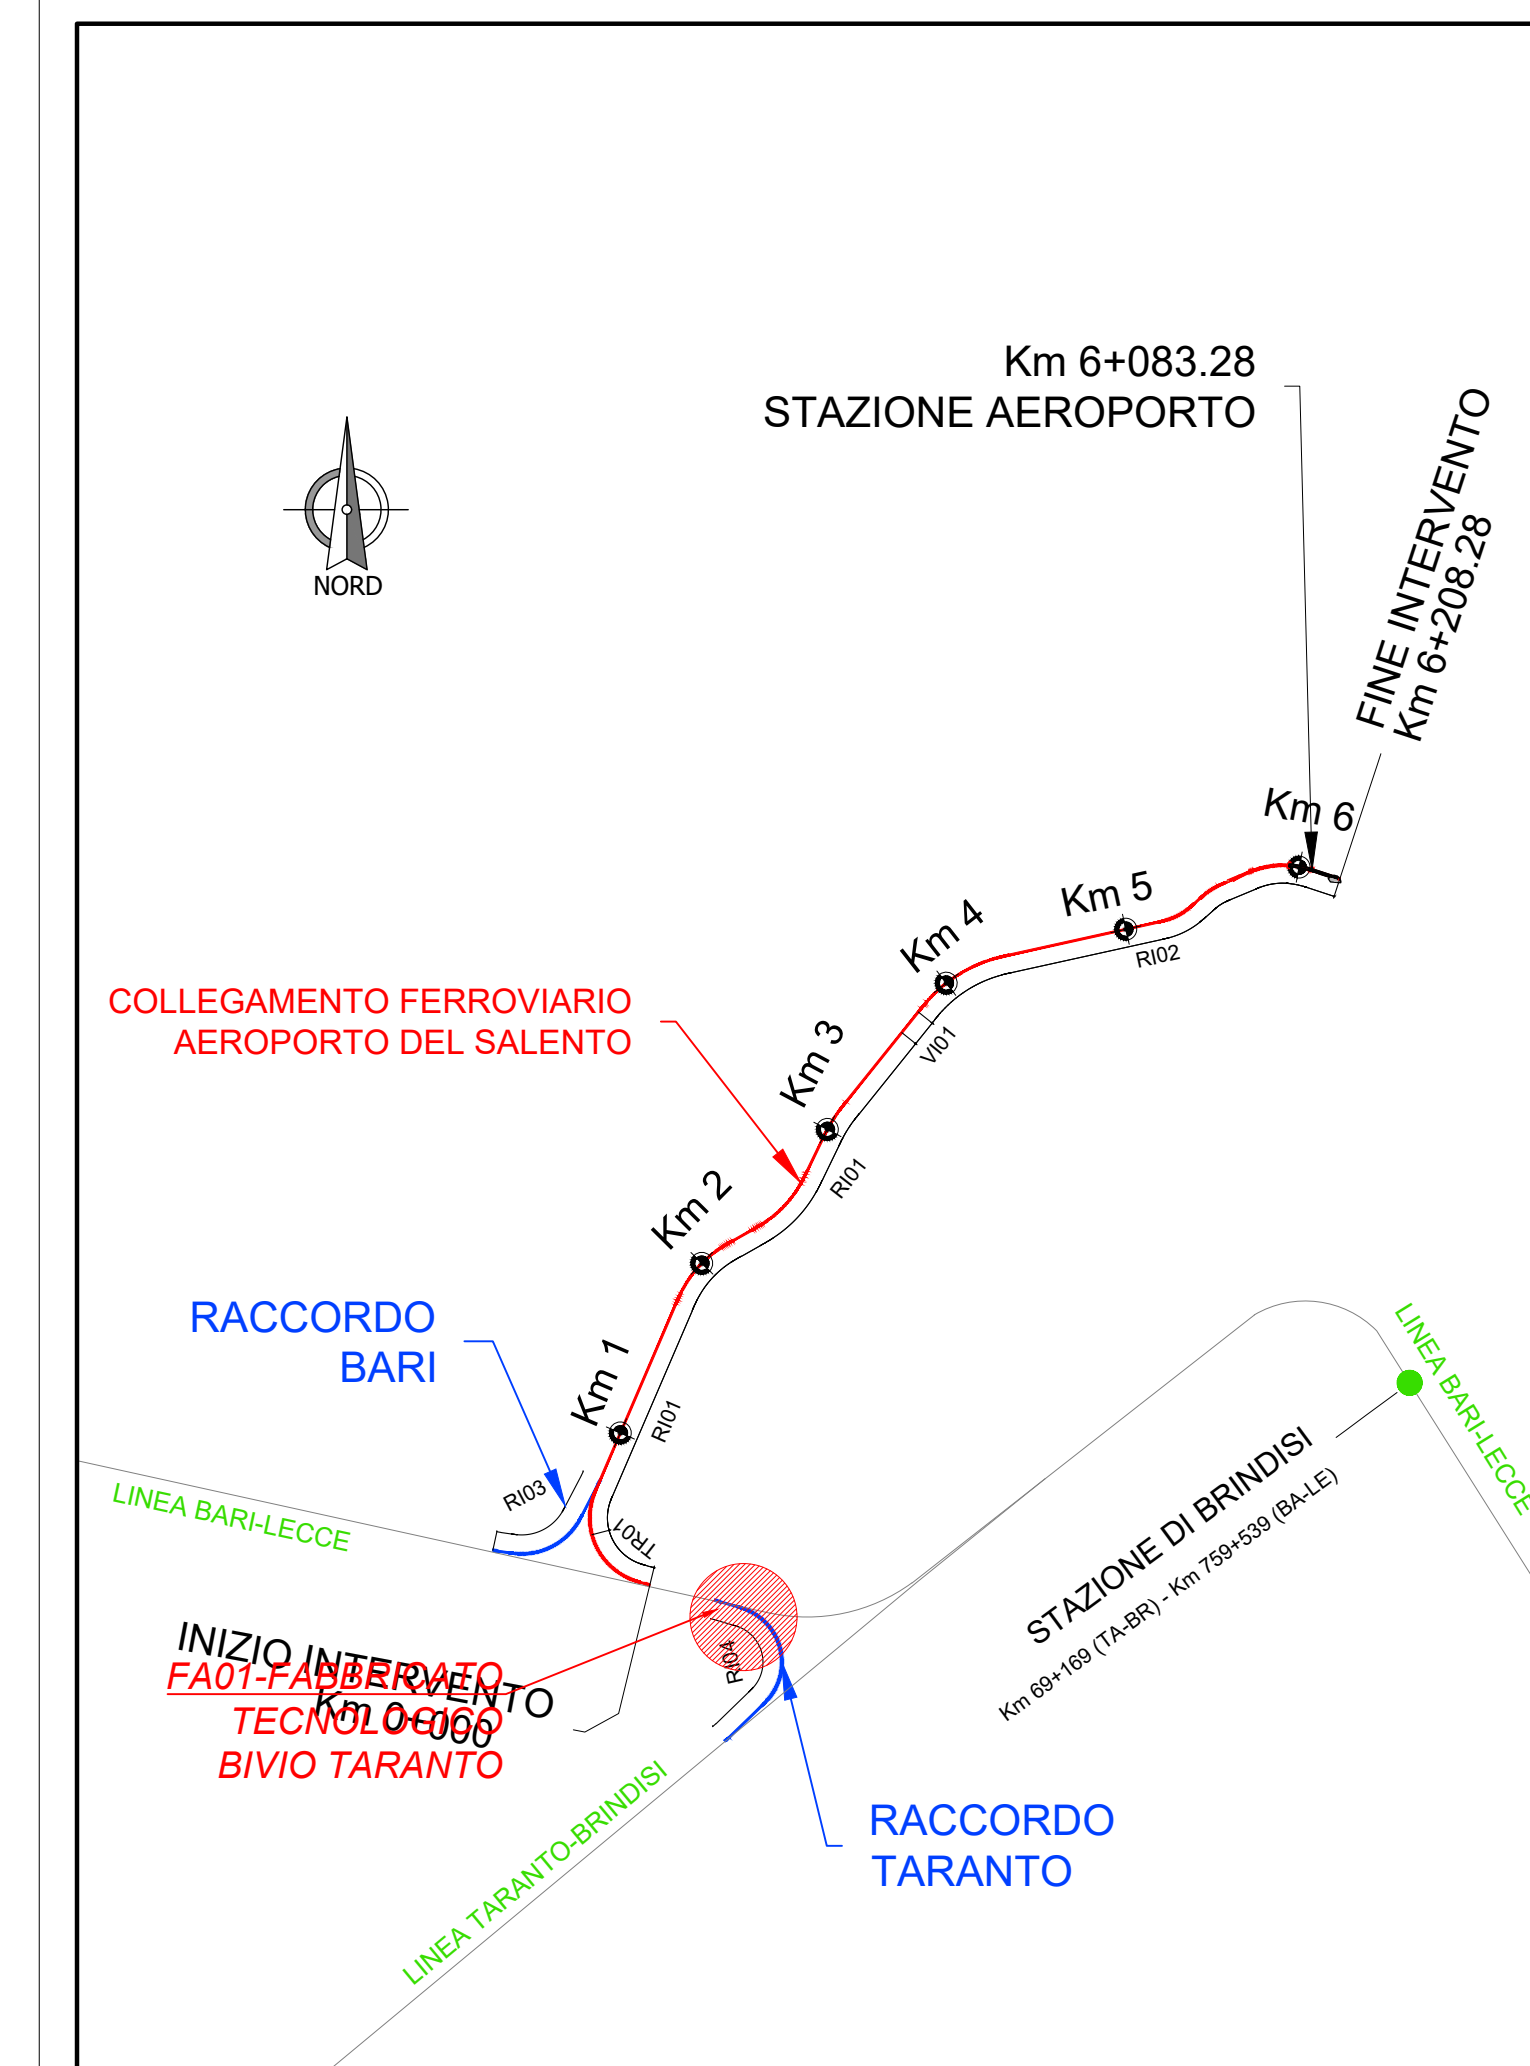 Km 6+083.28
STAZIONE AEROPORTO
FINE INTERVENTO
Km 6+208.28
NORD
Km 6
Km 5
RI02
Km 4
VI01
COLLEGAMENTO FERROVIARIO
AEROPORTO DEL SALENTO
Km 3
RI01
Km 2
RACCORDO
BARI
Km 1
RI01
LINEA BARI-LECCE
RI03
LINEA BARI-LECCE
TR01
STAZIONE DI BRINDISI
Km 69+169 (TA-BR) - Km 759+539 (BA-LE)
INIZIO INTERVENTO
Km 0+000
FA01-FABBRICATO
TECNOLOGICO
BIVIO TARANTO
RI04
LINEA TARANTO-BRINDISI
RACCORDO
TARANTO